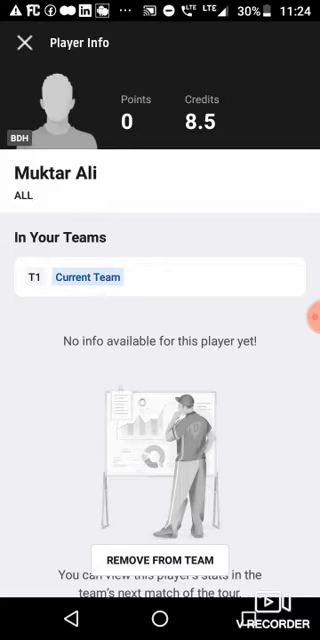 FC LTE LTE 30% 11:24
Player Info
Points Credits
0 8.5
BDH
Muktar Ali
ALL
In Your Teams
T1 Current Team
No info available for this player yet!
REMOVE FROM TEAM
You can view this player's stats in the
team's next match of the tour.
V RECORDER